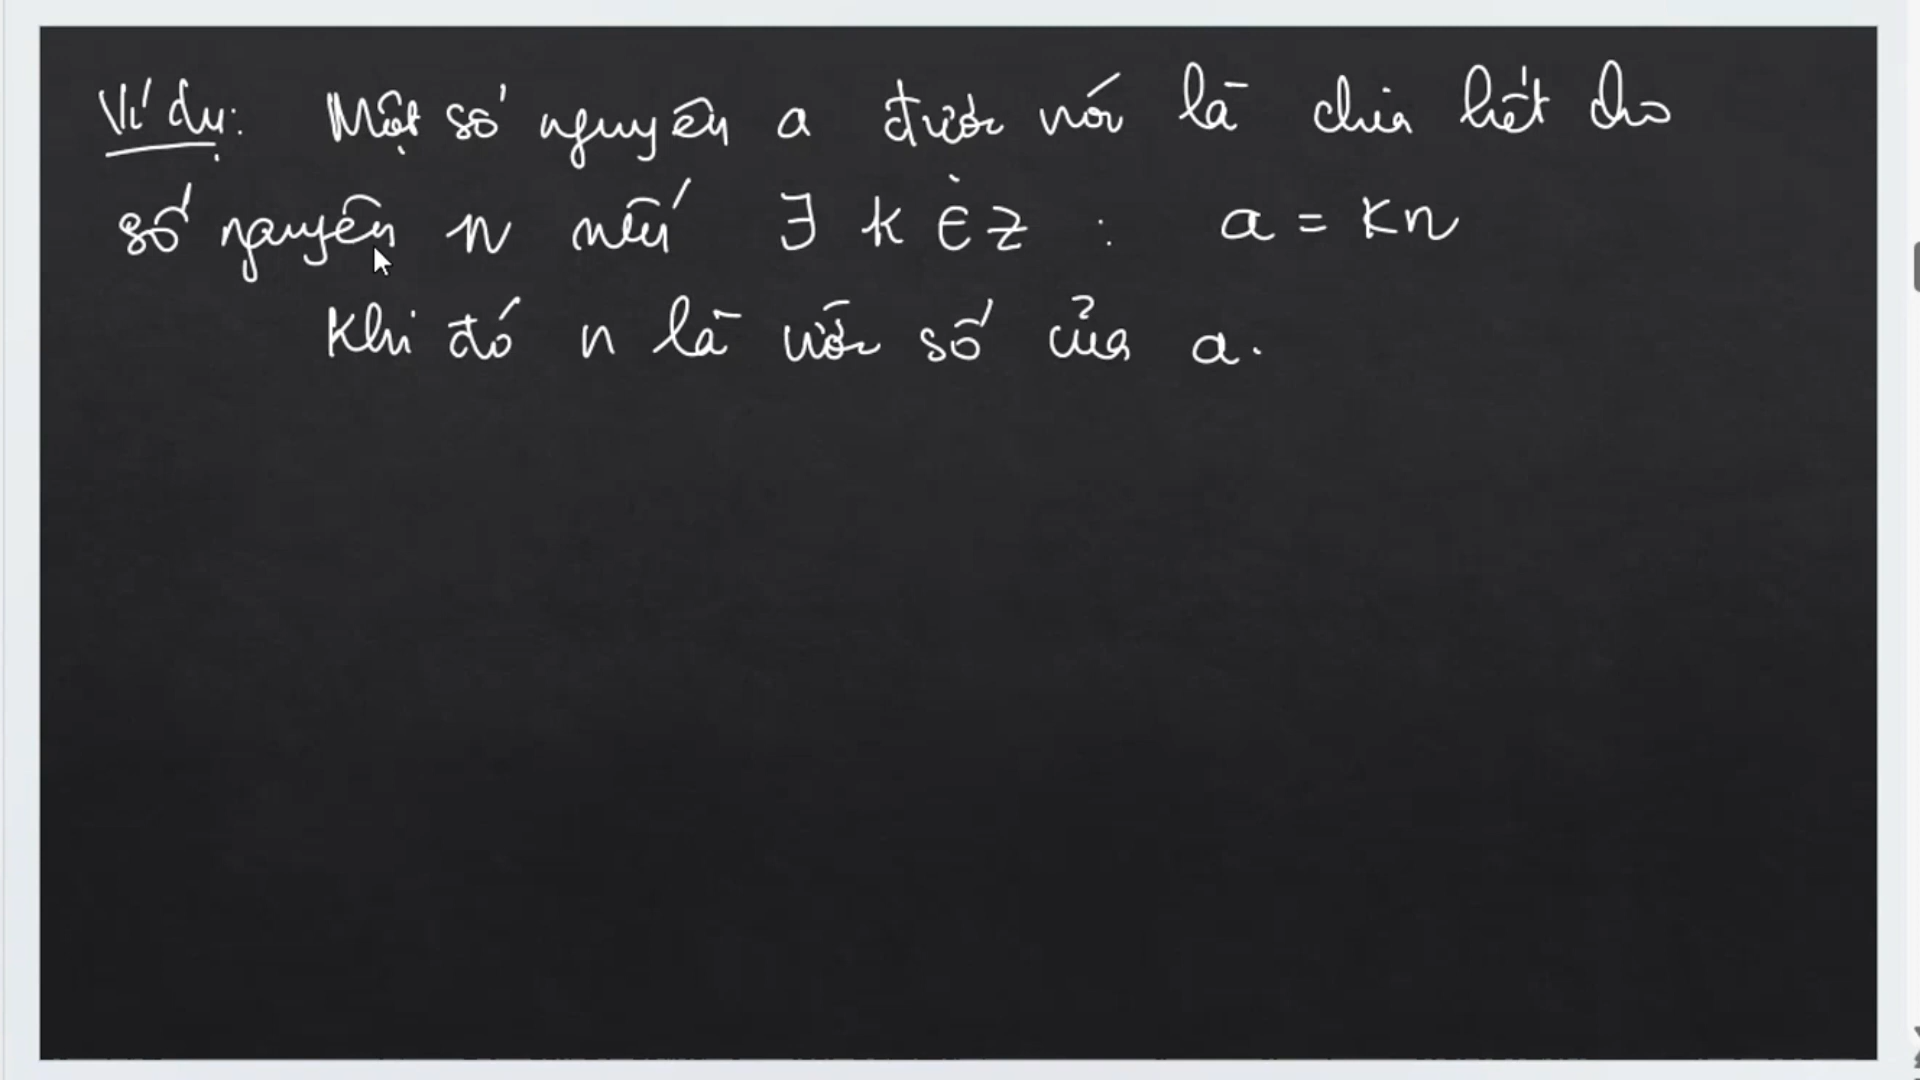 Ví dụ: Một số nguyên a được nói là chia hết cho
số nguyên n nếu ∃ k ∈ Z : a = kn
Khi đó n là ước số của a.